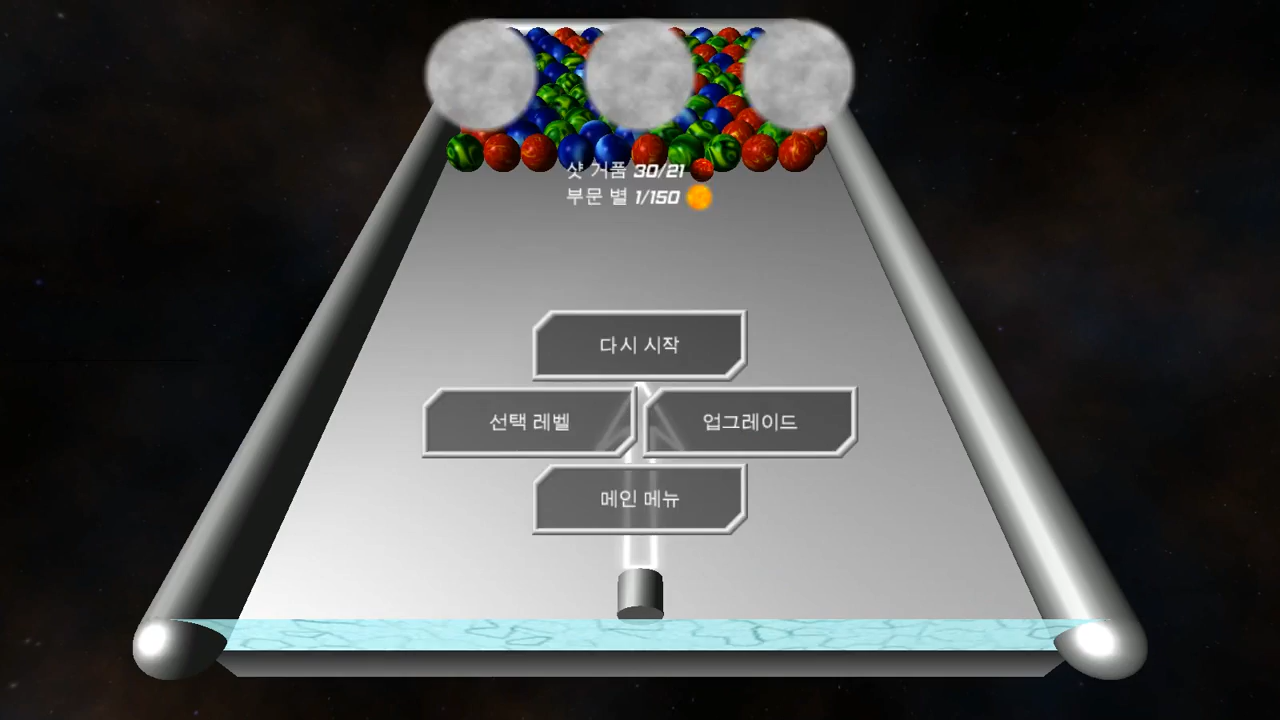 샷 거품 30/21
부문 별 1/150
다시 시작
선택 레벨
업그레이드
메인 메뉴